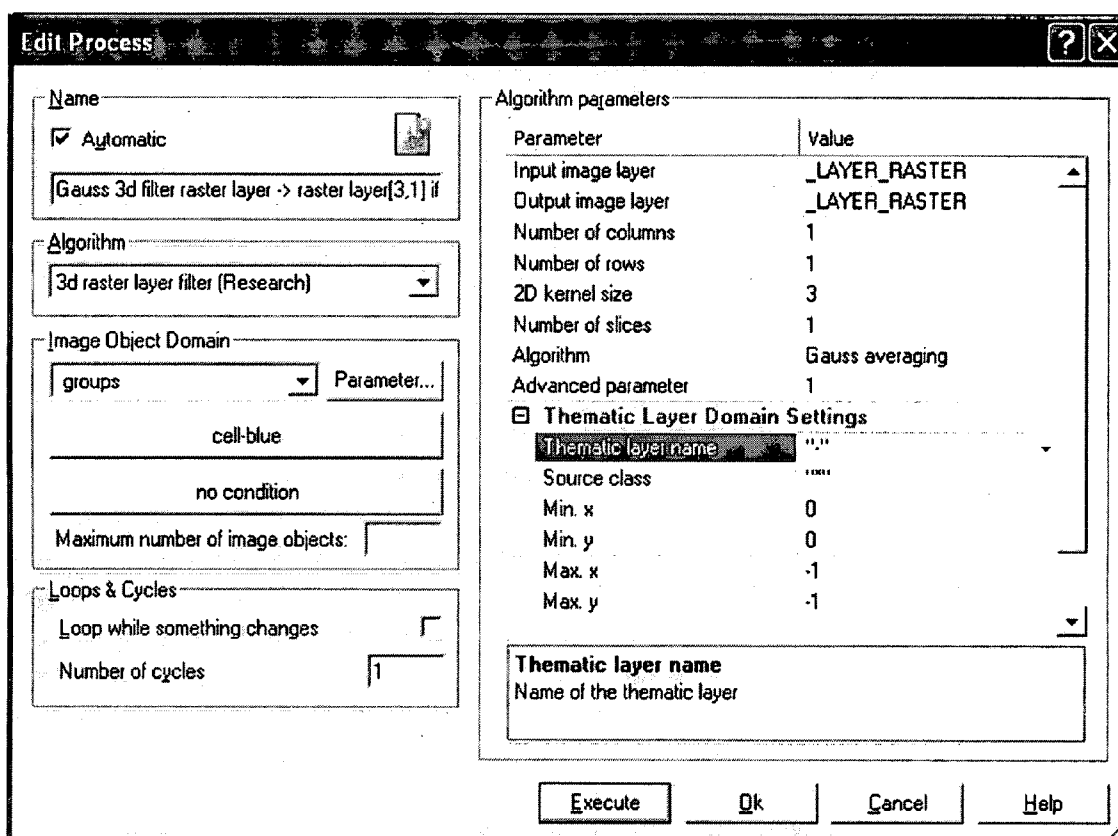 Edit Process
Name
Automatic
Gauss 3d filter raster layer -> raster layer[3,1] if
Algorithm
3d raster layer filter (Research)
Image Object Domain
groups
Parameter...
cell-blue
no condition
Maximum number of image objects:
Loops & Cycles
Loop while something changes
Number of cycles 1
Algorithm parameters
Parameter Value
Input image layer _LAYER_RASTER
Output image layer _LAYER_RASTER
Number of columns 1
Number of rows 1
2D kernel size 3
Number of slices 1
Algorithm Gauss averaging
Advanced parameter 1
Thematic Layer Domain Settings
Thematic layer name
Source class ""
Min. x 0
Min. y 0
Max. x -1
Max. y -1
Thematic layer name
Name of the thematic layer
Execute Ok Cancel Help